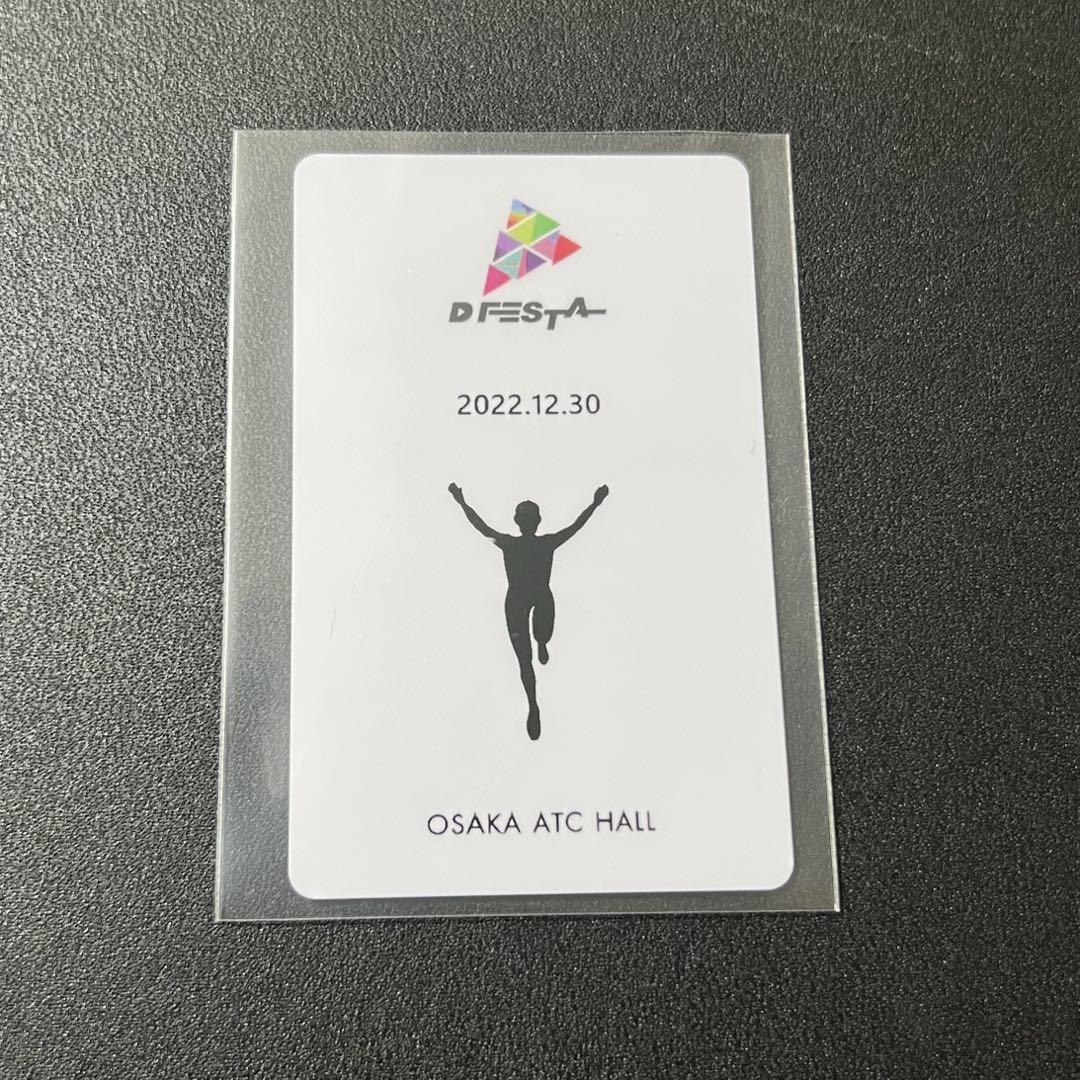 D FESTA
2022.12.30
OSAKA ATC HALL